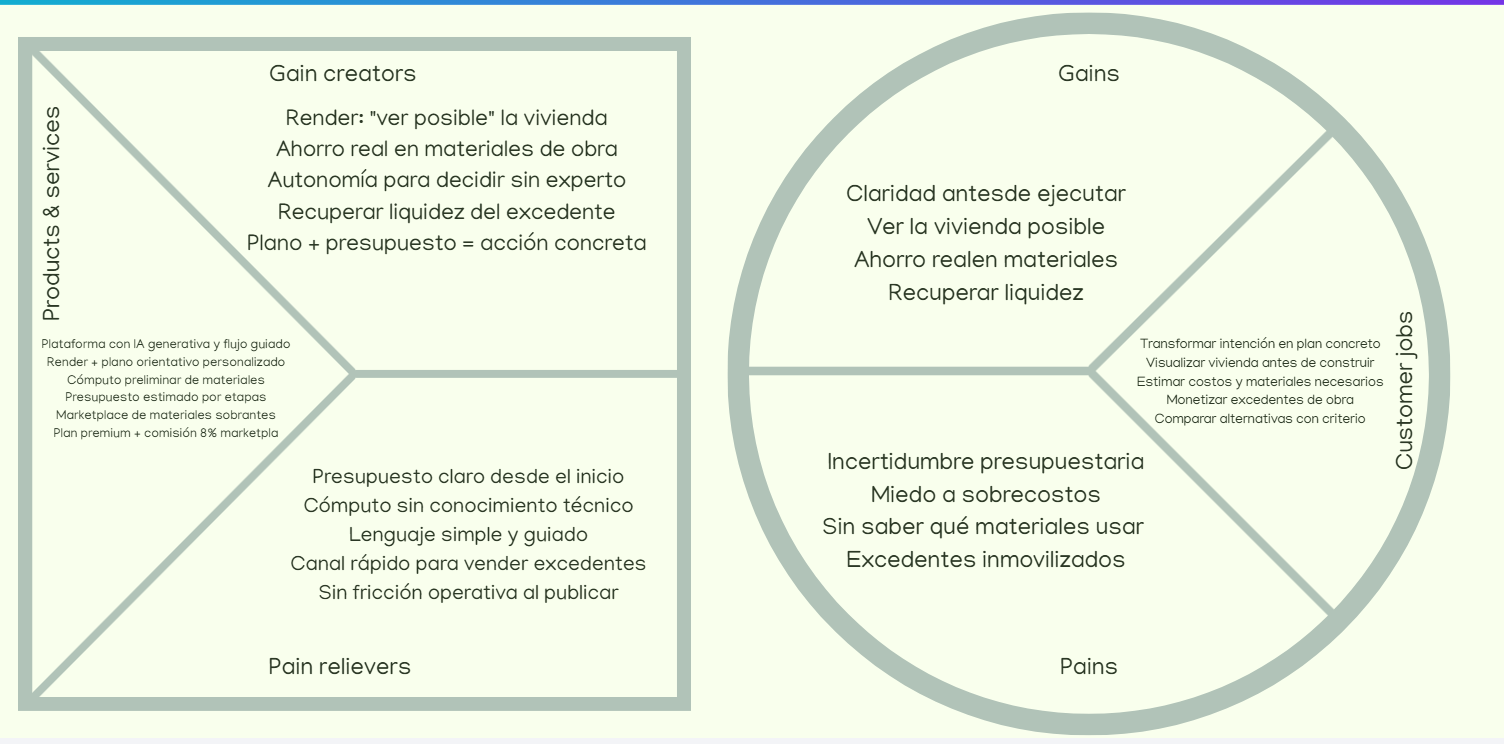 Gain creators
Render: "ver posible" la vivienda
Ahorro real en materiales de obra
Autonomía para decidir sin experto
Recuperar liquidez del excedente
Plano + presupuesto = acción concreta
Products & services
Plataforma con IA generativa y flujo guiado
Render + plano orientativo personalizado
Cómputo preliminar de materiales
Presupuesto estimado por etapas
Marketplace de materiales sobrantes
Plan premium + comisión 8% marketpla
Presupuesto claro desde el inicio
Cómputo sin conocimiento técnico
Lenguaje simple y guiado
Canal rápido para vender excedentes
Sin fricción operativa al publicar
Pain relievers
Gains
Claridad antesde ejecutar
Ver la vivienda posible
Ahorro realen materiales
Recuperar liquidez
Transformar intención en plan concreto
Visualizar vivienda antes de construir
Estimar costos y materiales necesarios
Monetizar excedentes de obra
Comparar alternativas con criterio
Customer jobs
Incertidumbre presupuestaria
Miedo a sobrecostos
Sin saber qué materiales usar
Excedentes inmovilizados
Pains